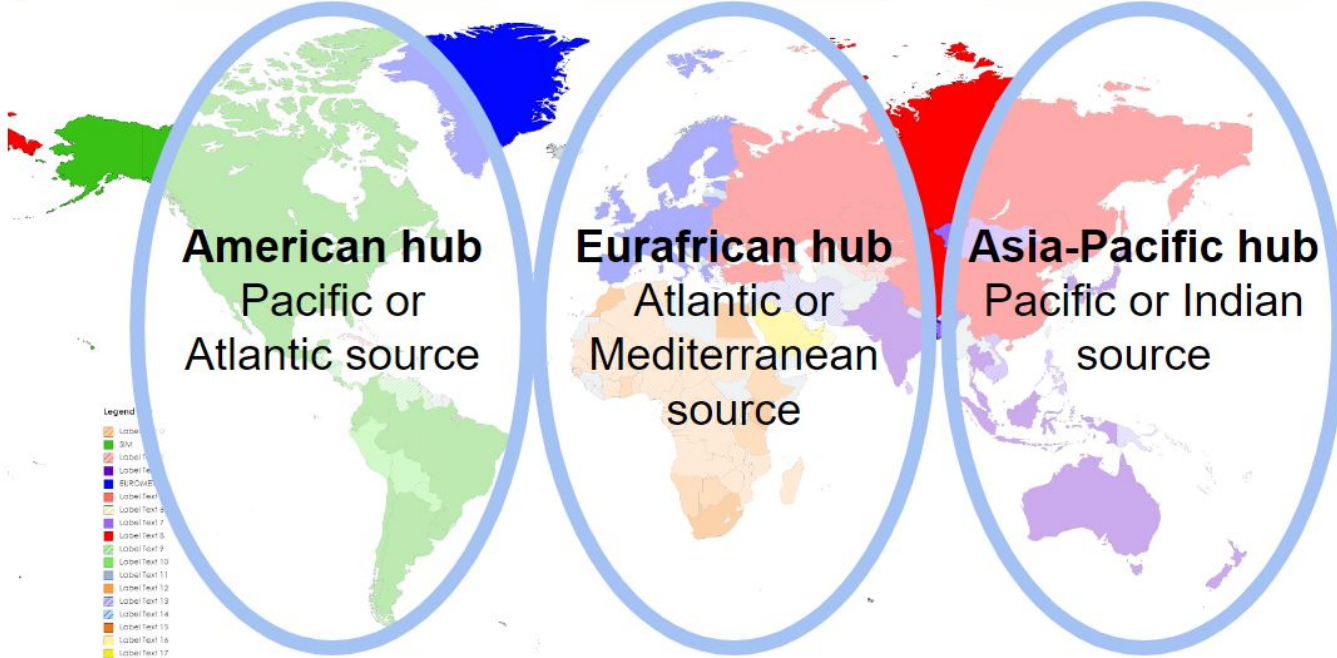 American hub
Pacific or
Atlantic source
Eurafrican hub
Atlantic or
Mediterranean
source
Asia-Pacific hub
Pacific or Indian
source
Legend
SIM
Label Text
Label Text 7
Label Text 8
Label Text 9
Label Text 10
Label Text 11
Label Text 12
Label Text 13
Label Text 14
Label Text 15
Label Text 16
Label Text 17